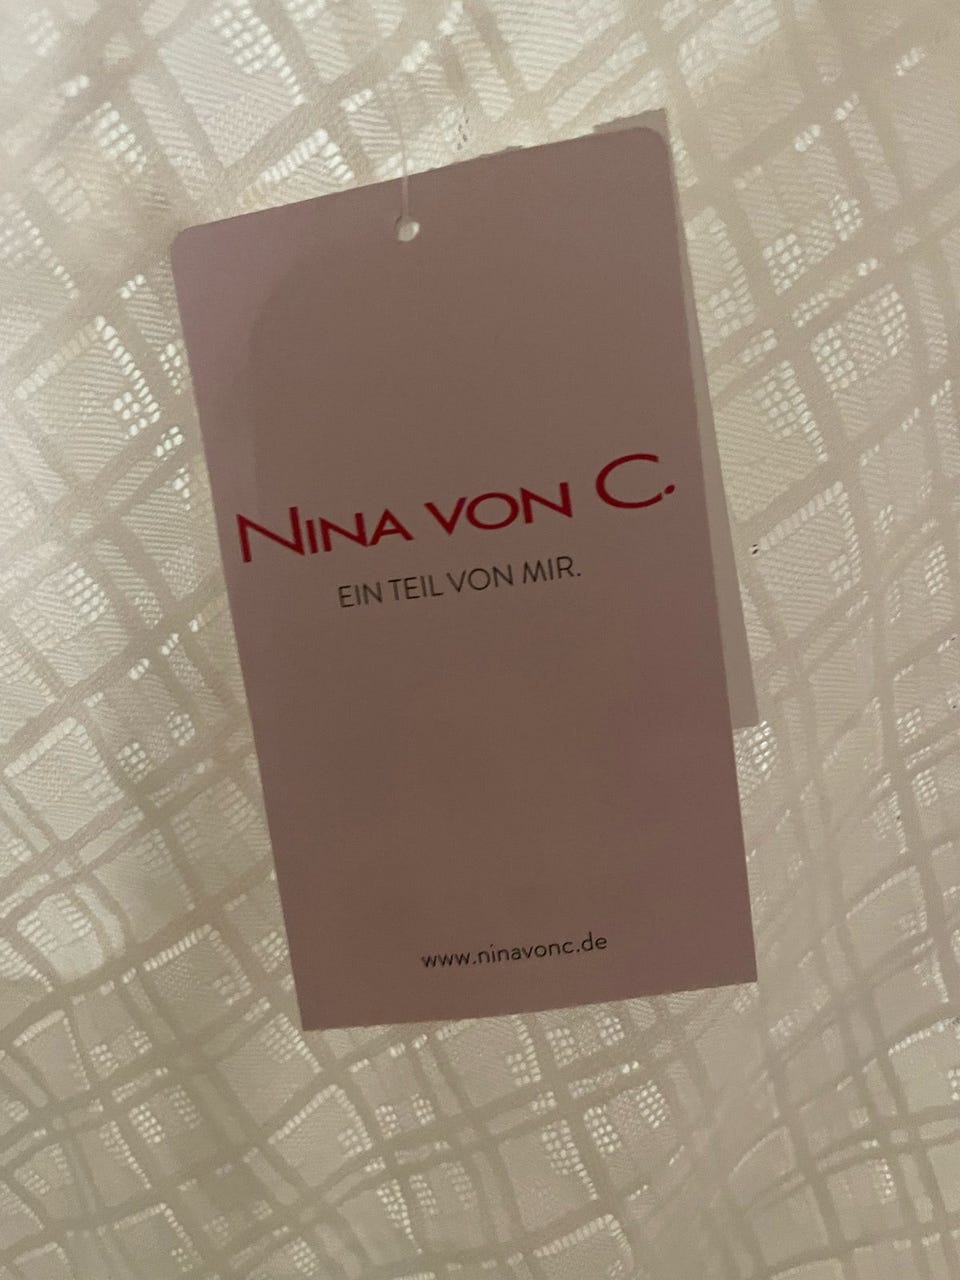 NINA VON C.
EIN TEIL VON MIR.
www.ninavonc.de